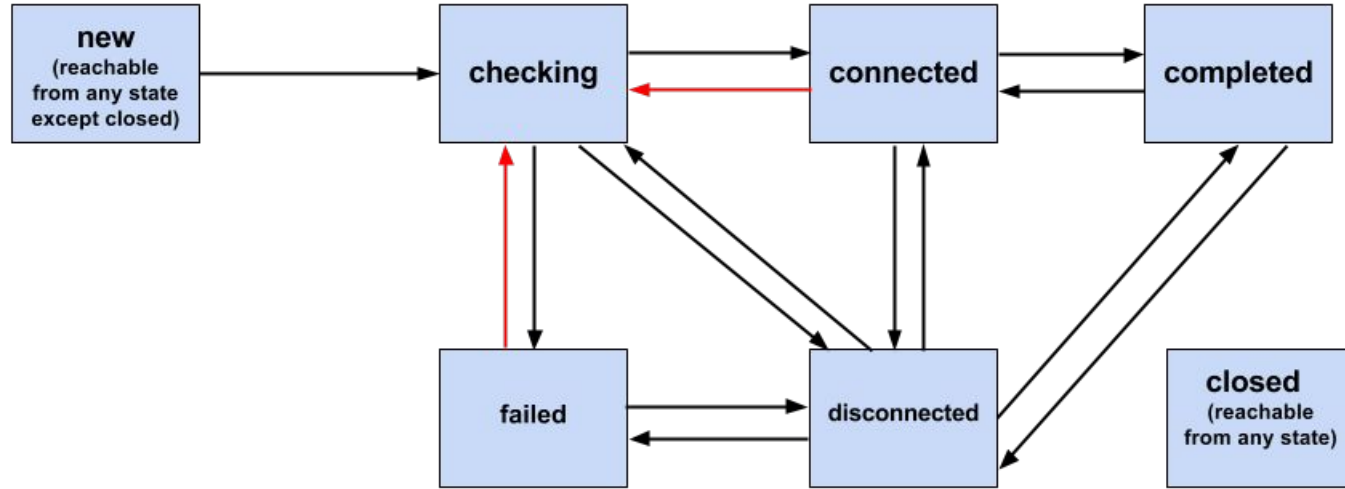 new
(reachable
from any state
except closed)
checking
connected
completed
failed
disconnected
closed
(reachable
from any state)